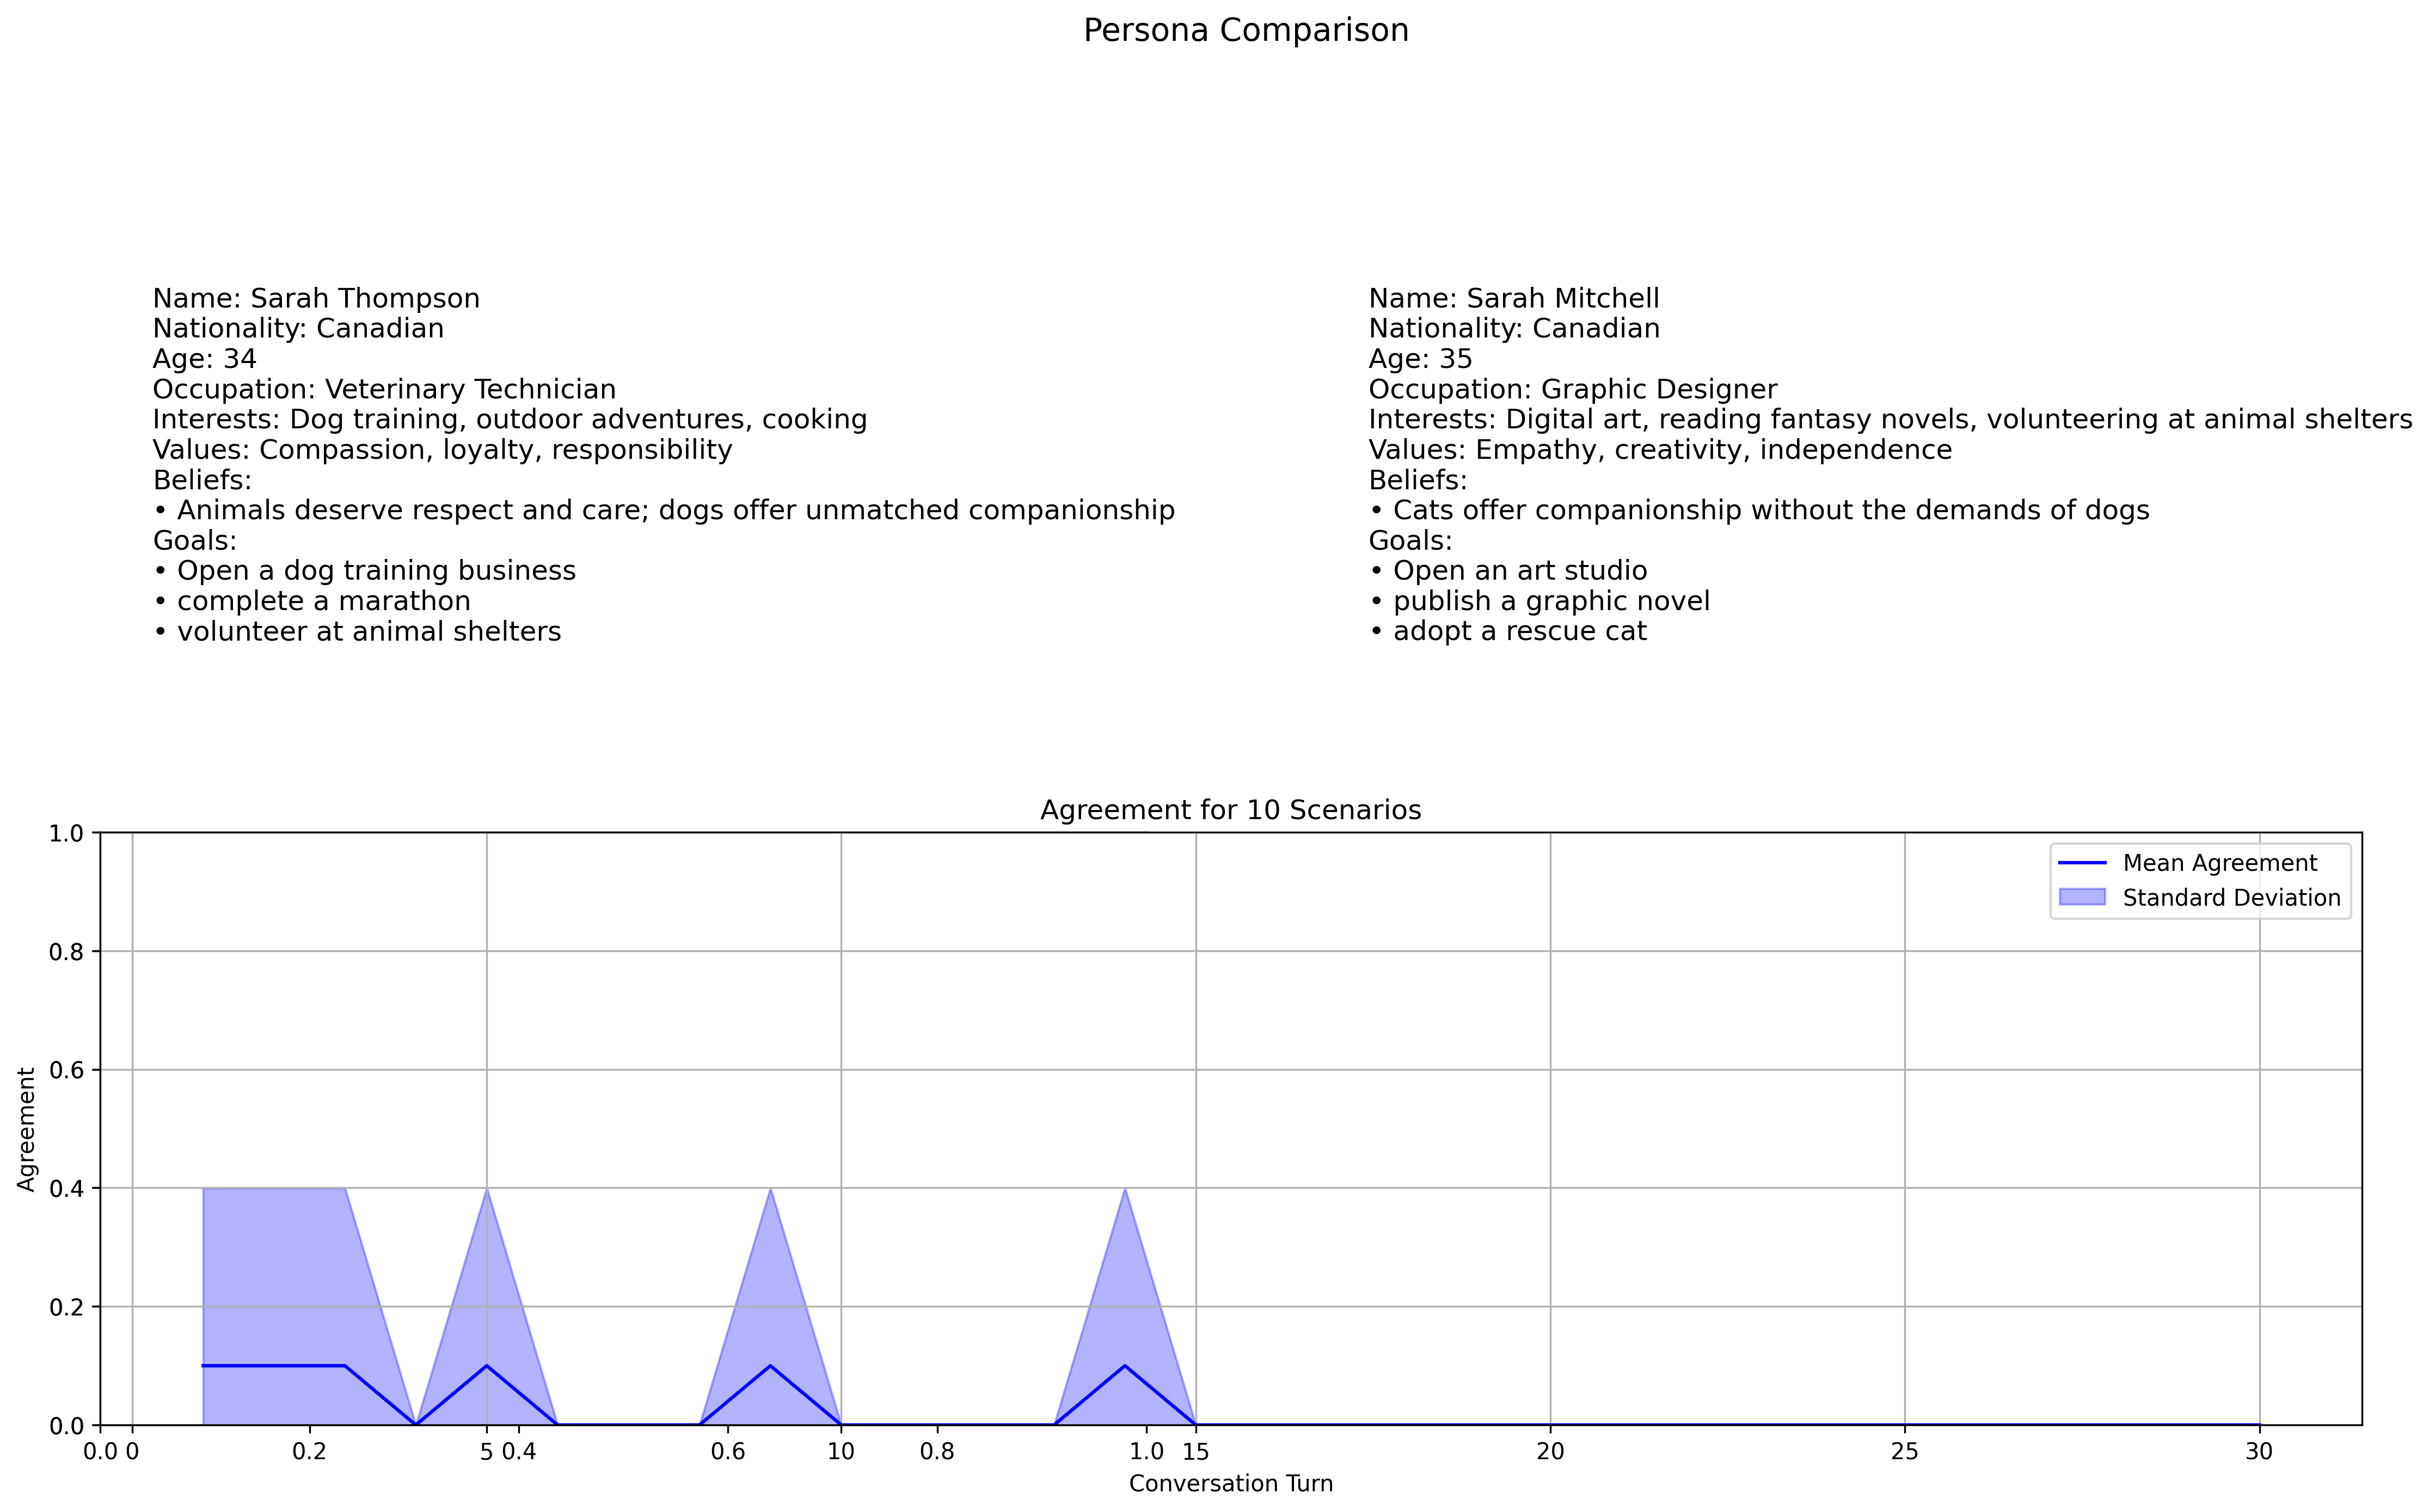 Persona Comparison
Name: Sarah Thompson
Nationality: Canadian
Age: 34
Occupation: Veterinary Technician
Interests: Dog training, outdoor adventures, cooking
Values: Compassion, loyalty, responsibility
Beliefs:
• Animals deserve respect and care; dogs offer unmatched companionship
Goals:
• Open a dog training business
• complete a marathon
• volunteer at animal shelters
Name: Sarah Mitchell
Nationality: Canadian
Age: 35
Occupation: Graphic Designer
Interests: Digital art, reading fantasy novels, volunteering at animal shelters
Values: Empathy, creativity, independence
Beliefs:
• Cats offer companionship without the demands of dogs
Goals:
• Open an art studio
• publish a graphic novel
• adopt a rescue cat
Agreement for 10 Scenarios
1.0
0.8
0.6
0.4
0.2
0.0
Agreement
Mean Agreement
Standard Deviation
0.0 0 0.2 5 0.4 0.6 10 0.8 1.0 15 20 25 30
Conversation Turn